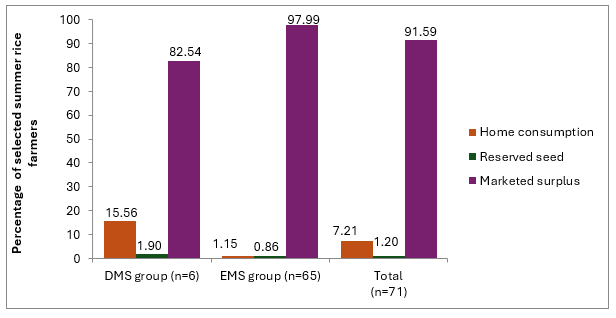 Percentage of selected summer rice
farmers
100
90
80
70
60
50
40
30
20
10
0
15.56
1.90
82.54
1.15
0.86
97.99
7.21
1.20
91.59
DMS group (n=6)
EMS group (n=65)
Total
(n=71)
Home consumption
Reserved seed
Marketed surplus